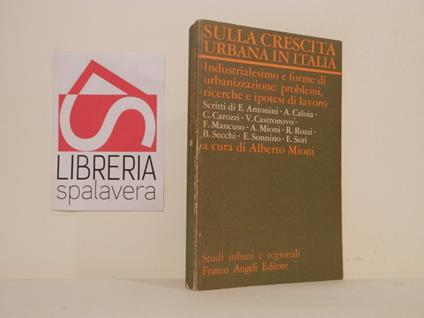 LIBRERIA
spalavera
SULLA CRESCITA
URBANA IN ITALIA
Industrialesimo e forme di
urbanizzazione: problemi,
ricerche e ipotesi di lavoro
Scritti di E. Antonini · A. Caloia ·
C. Carozzi · V. Castronovo ·
F. Mancuso · A. Mioni · R. Rozzi ·
B. Secchi · E. Sonnino · E. Sori
a cura di Alberto Mioni
Studi urbani e regionali
Franco Angeli Editore